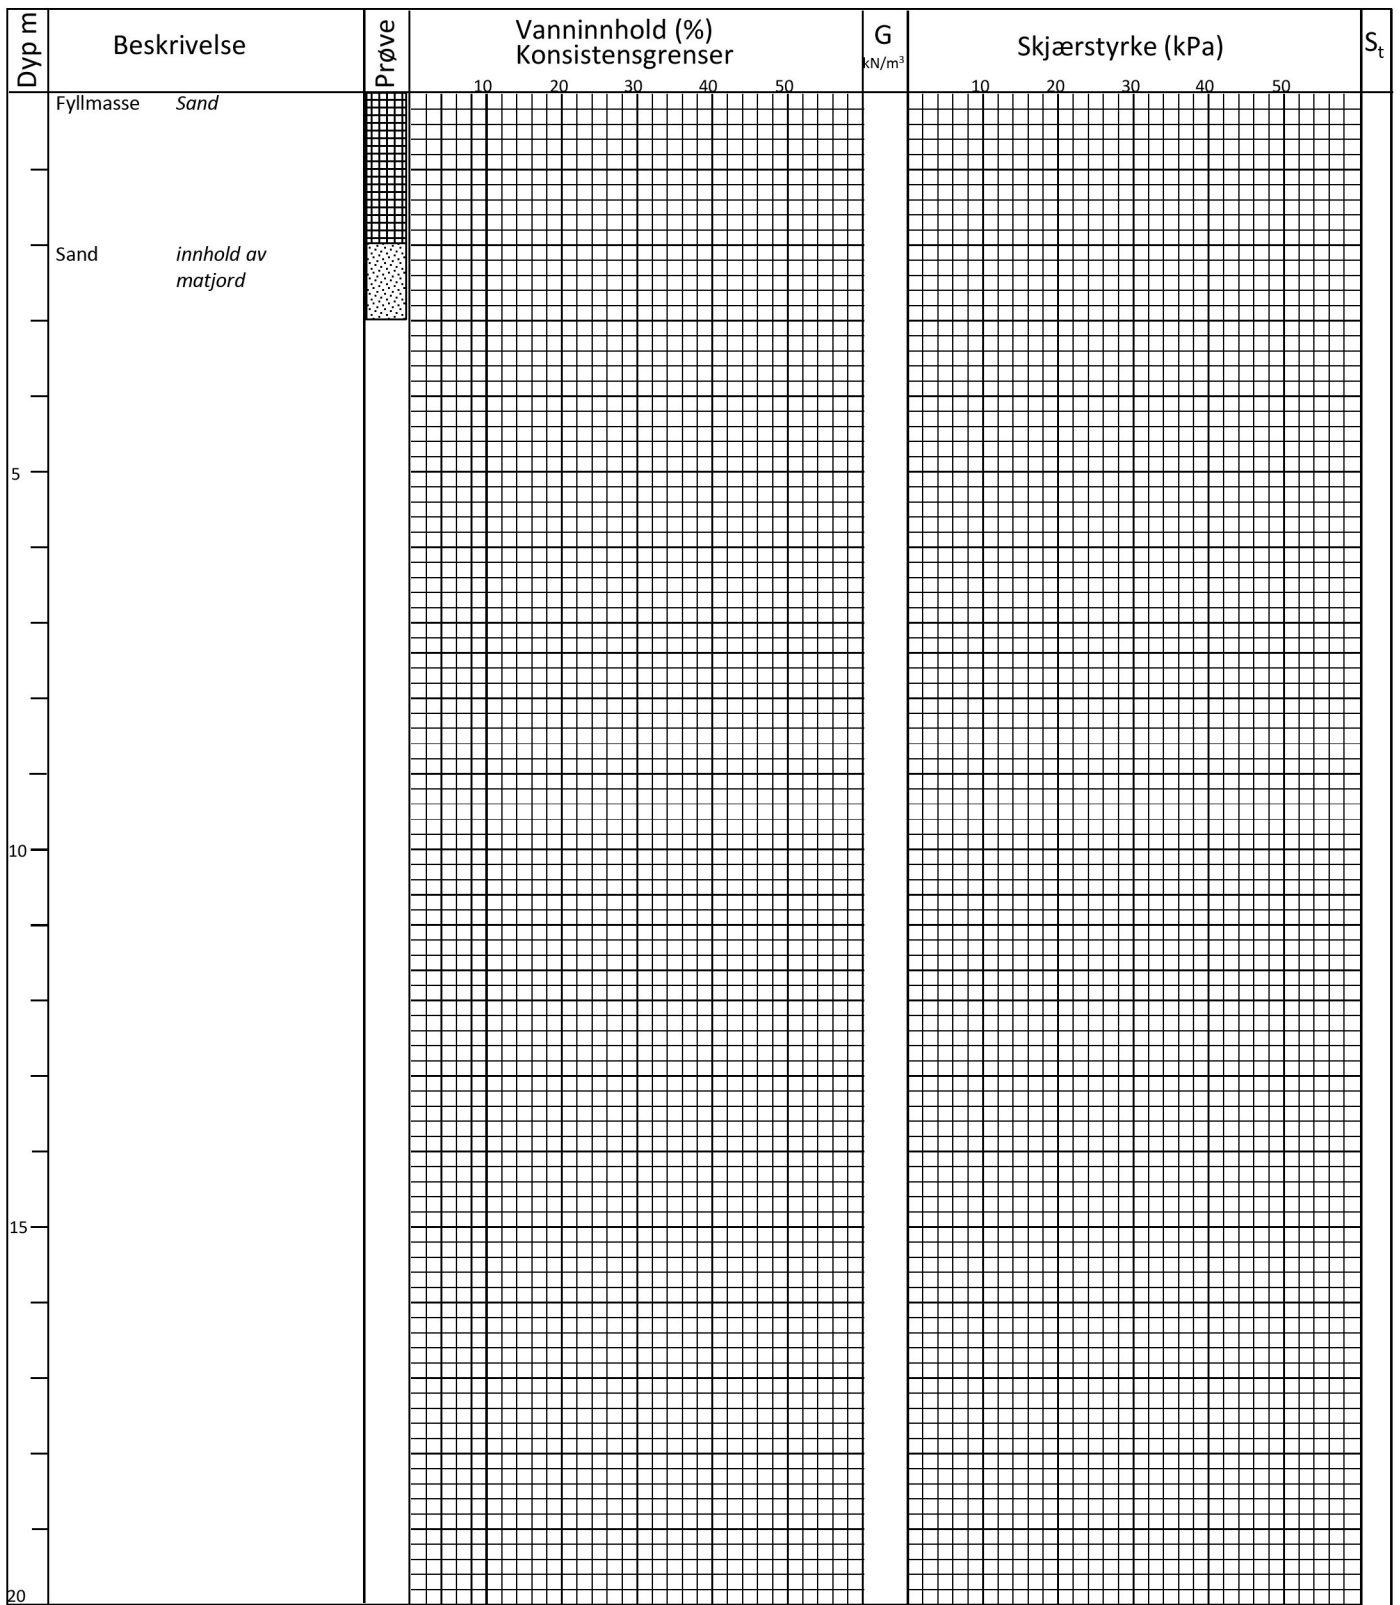 Dyp m
Beskrivelse
Prøve
Vanninnhold (%)
Konsistensgrenser
10 20 30 40 50
G
kN/m³
Skjærstyrke (kPa)
10 20 30 40 50
St
Fyllmasse Sand
Sand innhold av
matjord
5
10
15
20